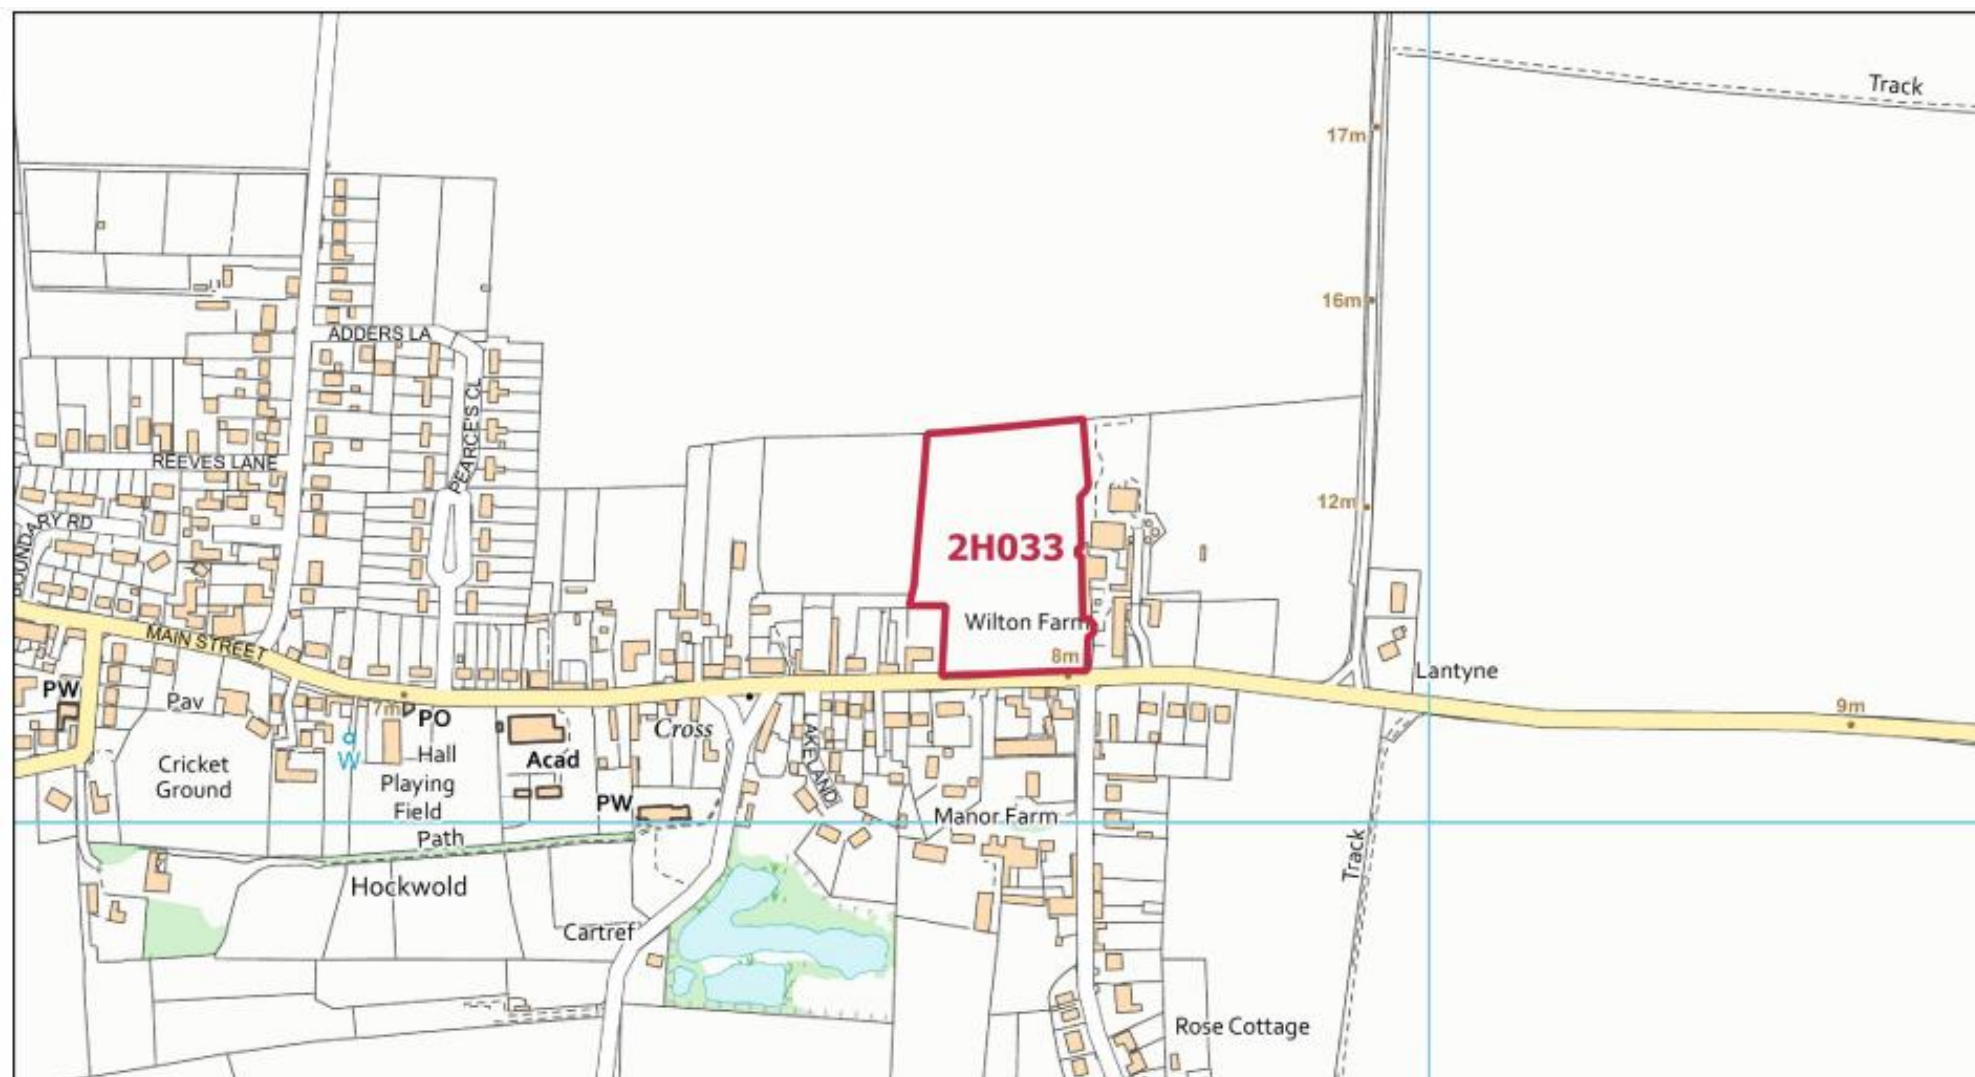 Track
17m
16m
ADDERS LA
PEARCE'S CL
REEVES LANE
BOUNDARY RD
12m
2H033
Wilton Farm
8m
MAIN STREET
Lantyne
PW
Pav
7m
PO
Cross
9m
W
Hall
Acad
Cricket
Ground
Playing
Field
PW
AKELAND
Manor Farm
Path
Track
Hockwold
Cartref
Rose Cottage